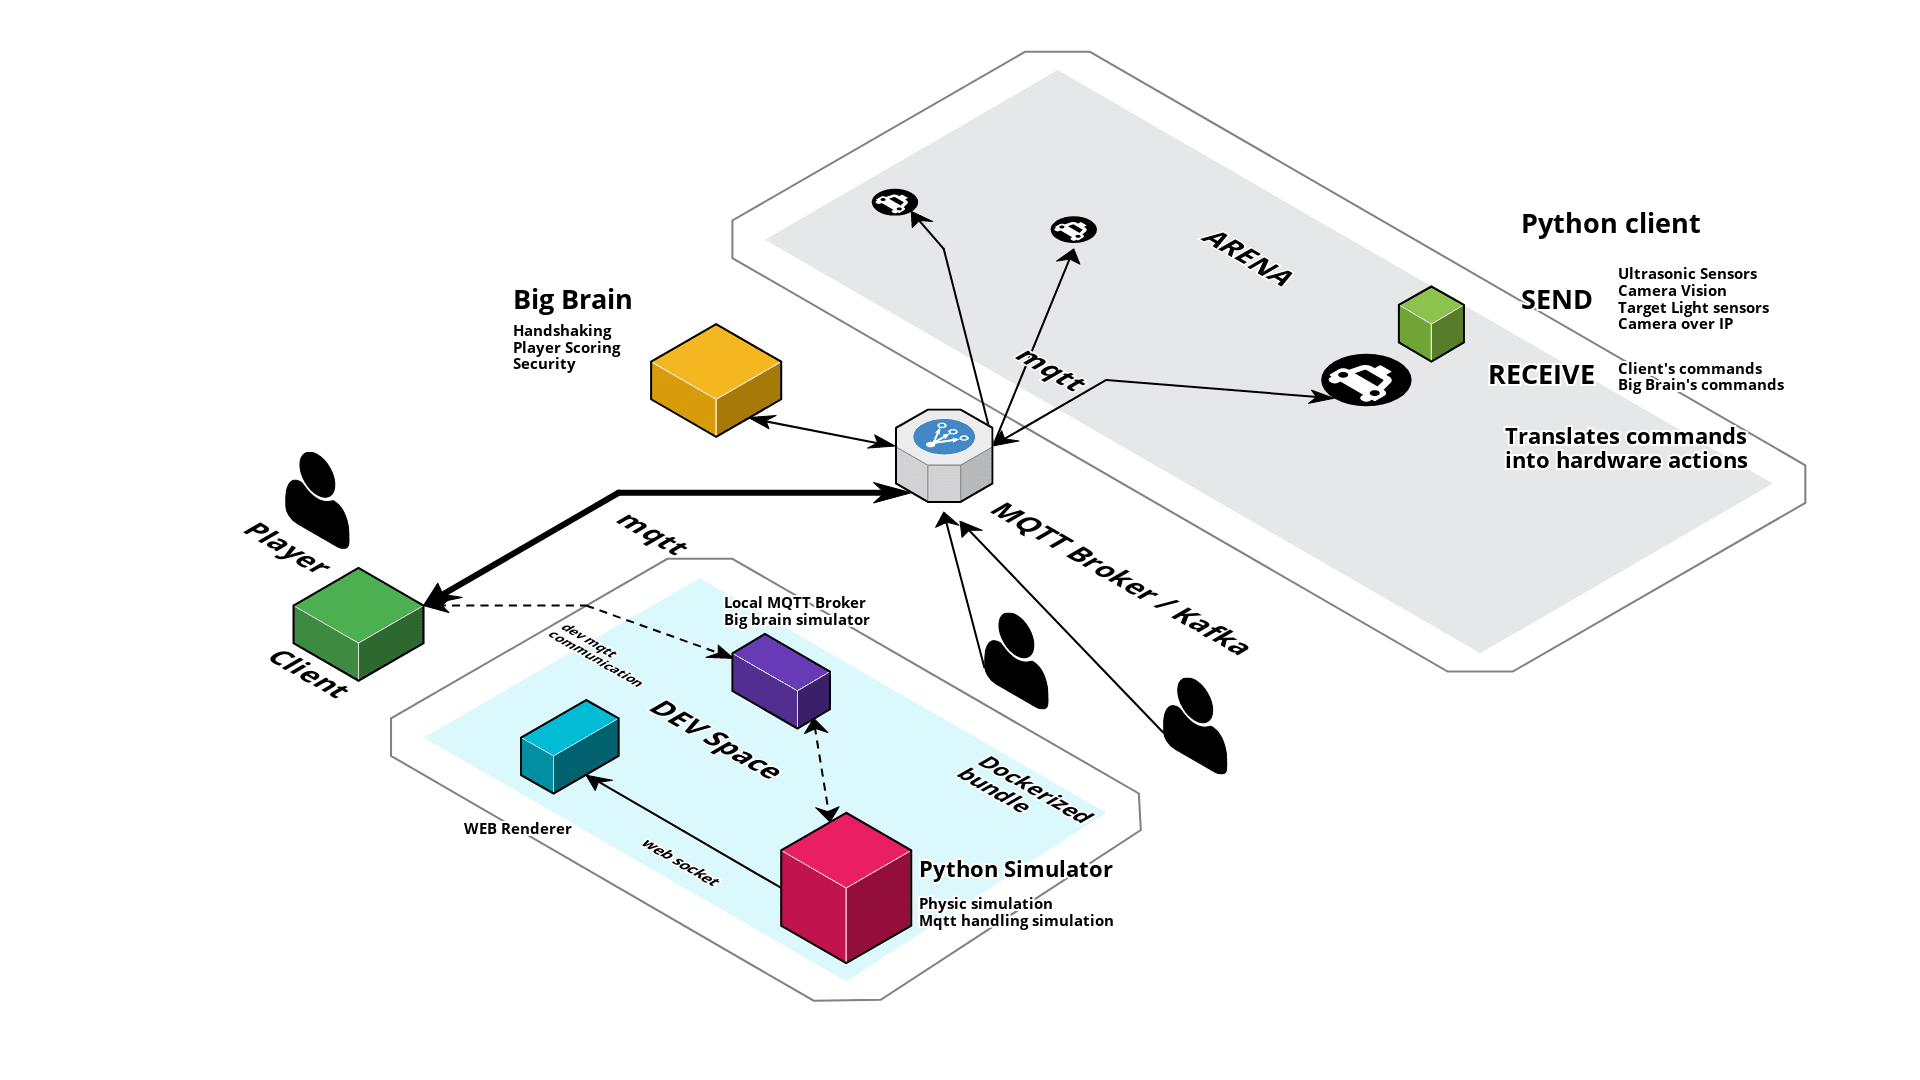 ARENA
Python client
SEND
Ultrasonic Sensors
Camera Vision
Target Light sensors
Camera over IP
RECEIVE
Client's commands
Big Brain's commands
Translates commands
into hardware actions
Big Brain
Handshaking
Player Scoring
Security
mqtt
Player
Client
mqtt
MQTT Broker / Kafka
Local MQTT Broker
Big brain simulator
dev mqtt
communication
DEV Space
Dockerized
bundle
WEB Renderer
web socket
Python Simulator
Physic simulation
Mqtt handling simulation